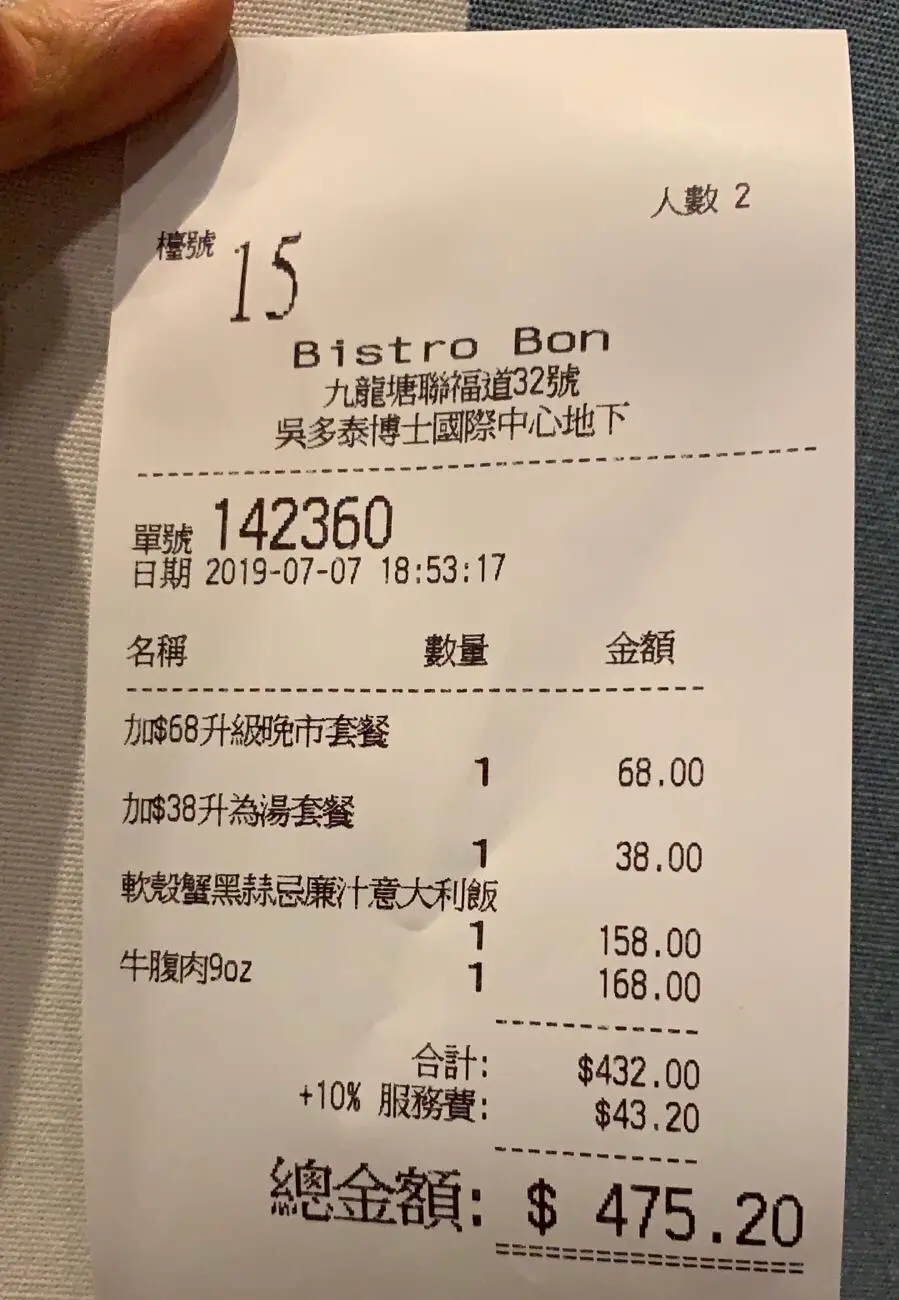 人數 2
檯號 15
Bistro Bon
九龍塘聯福道32號
吳多泰博士國際中心地下
單號 142360
日期 2019-07-07 18:53:17
名稱 數量 金額
加$68升級晚市套餐
1 68.00
加$38升為湯套餐
1 38.00
軟殼蟹黑蒜忌廉汁意大利飯
1 158.00
牛腹肉9oz 1 168.00
合計: $432.00
+10% 服務費: $43.20
總金額: $ 475.20